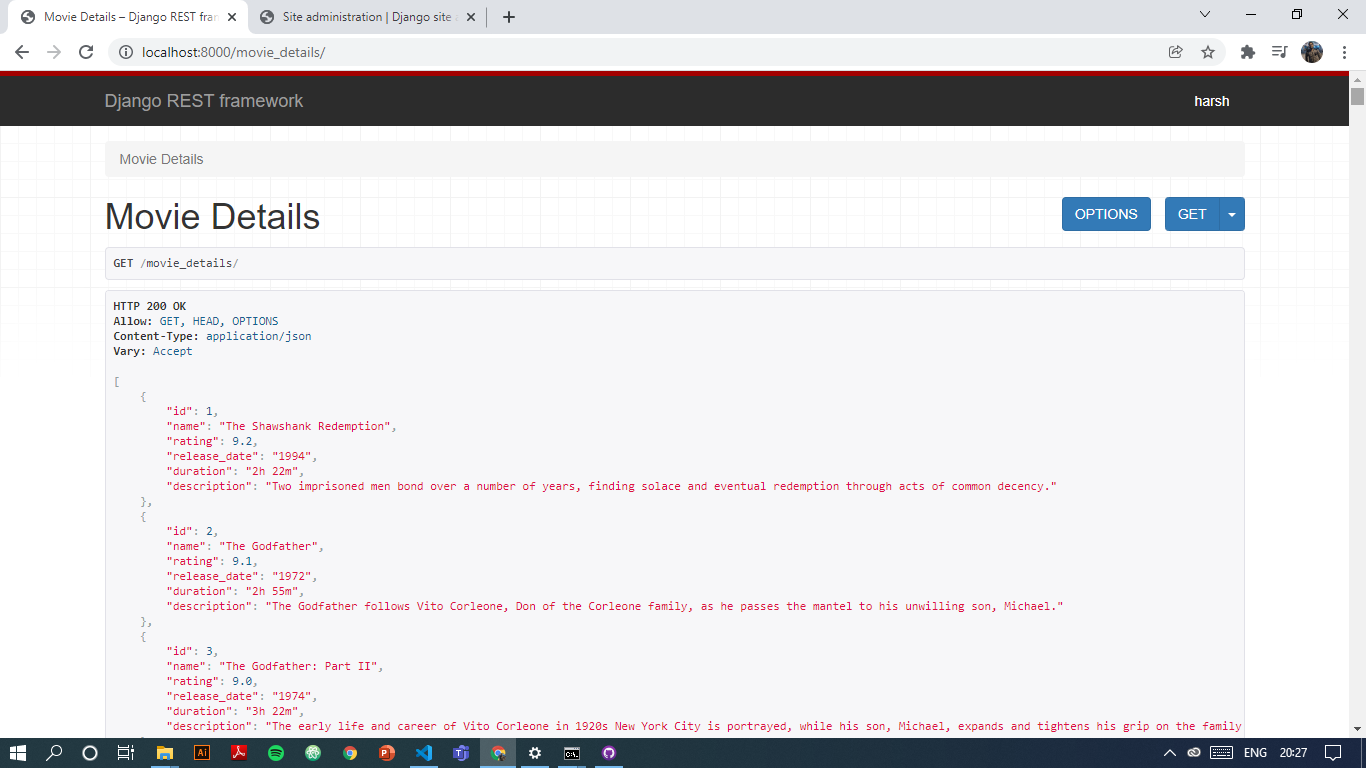 Movie Details – Django REST fran
Site administration | Django site
localhost:8000/movie_details/
Django REST framework
harsh
Movie Details
Movie Details
OPTIONS
GET
GET /movie_details/
HTTP 200 OK
Allow: GET, HEAD, OPTIONS
Content-Type: application/json
Vary: Accept
[
{
"id": 1,
"name": "The Shawshank Redemption",
"rating": 9.2,
"release_date": "1994",
"duration": "2h 22m",
"description": "Two imprisoned men bond over a number of years, finding solace and eventual redemption through acts of common decency."
},
{
"id": 2,
"name": "The Godfather",
"rating": 9.1,
"release_date": "1972",
"duration": "2h 55m",
"description": "The Godfather follows Vito Corleone, Don of the Corleone family, as he passes the mantel to his unwilling son, Michael."
},
{
"id": 3,
"name": "The Godfather: Part II",
"rating": 9.0,
"release_date": "1974",
"duration": "3h 22m",
"description": "The early life and career of Vito Corleone in 1920s New York City is portrayed, while his son, Michael, expands and tightens his grip on the family
Ai
ENG
20:27